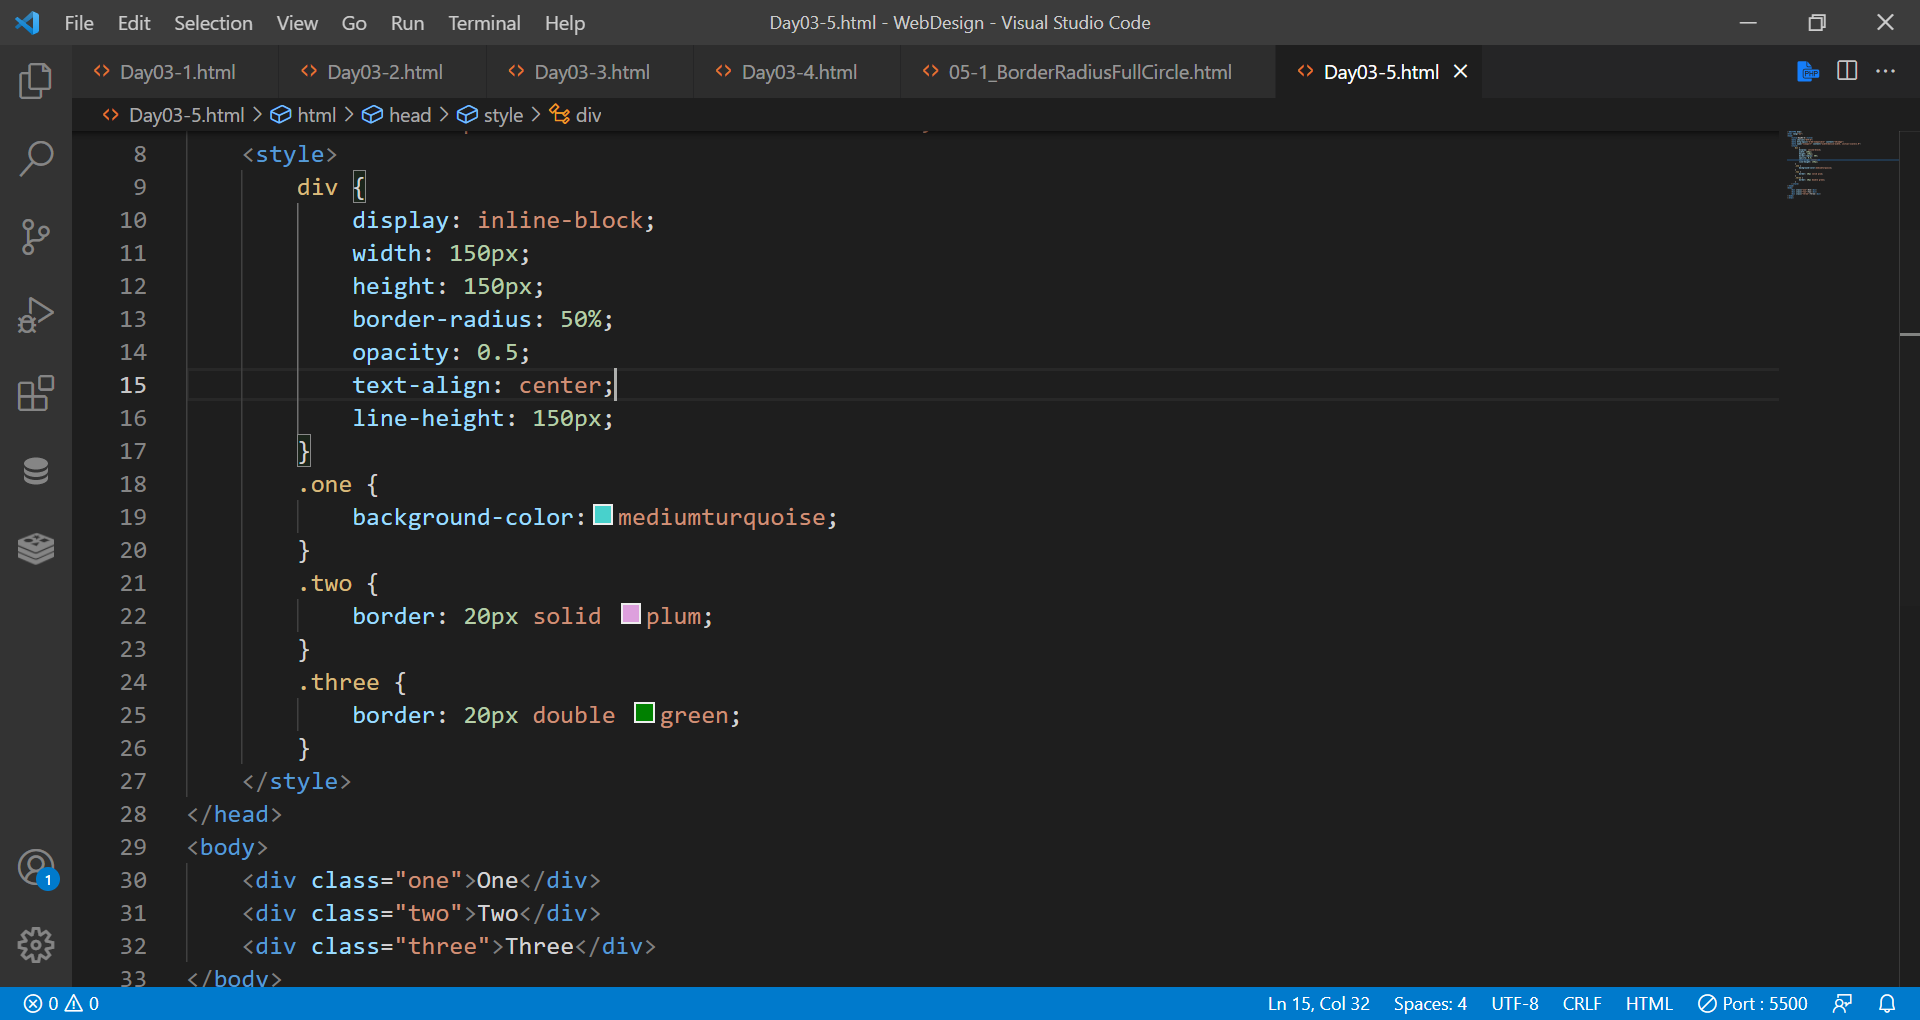 File Edit Selection View Go Run Terminal Help Day03-5.html - WebDesign - Visual Studio Code
Day03-1.html Day03-2.html Day03-3.html Day03-4.html 05-1_BorderRadiusFullCircle.html Day03-5.html
Day03-5.html > html > head > style > div
8 <style>
9 div {
10 display: inline-block;
11 width: 150px;
12 height: 150px;
13 border-radius: 50%;
14 opacity: 0.5;
15 text-align: center;
16 line-height: 150px;
17 }
18 .one {
19 background-color: mediumturquoise;
20 }
21 .two {
22 border: 20px solid plum;
23 }
24 .three {
25 border: 20px double green;
26 }
27 </style>
28 </head>
29 <body>
30 <div class="one">One</div>
31 <div class="two">Two</div>
32 <div class="three">Three</div>
33 </body>
1
0 0 Ln 15, Col 32 Spaces: 4 UTF-8 CRLF HTML Port : 5500